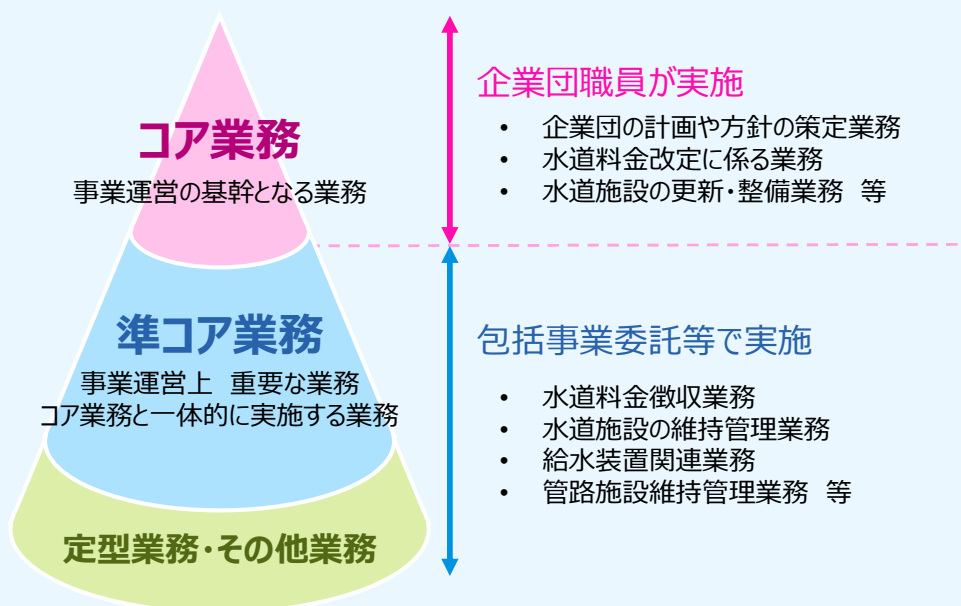 コア業務
事業運営の基幹となる業務
企業団職員が実施
• 企業団の計画や方針の策定業務
• 水道料金改定に係る業務
• 水道施設の更新・整備業務 等
準コア業務
事業運営上 重要な業務
コア業務と一体的に実施する業務
包括事業委託等で実施
• 水道料金徴収業務
• 水道施設の維持管理業務
• 給水装置関連業務
• 管路施設維持管理業務 等
定型業務・その他業務